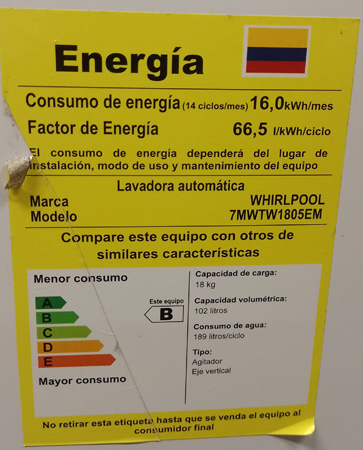 Energía
Consumo de energía (14 ciclos/mes) 16,0 kWh/mes
Factor de Energía 66,5 l/kWh/ciclo
El consumo de energía dependerá del lugar de
instalación, modo de uso y mantenimiento del equipo
Lavadora automática
Marca WHIRLPOOL
Modelo 7MWTW1805EM
Compare este equipo con otros de
similares características
Menor consumo
A
B
C
D
E
Mayor consumo
Este equipo
B
Capacidad de carga:
18 kg
Capacidad volumétrica:
102 litros
Consumo de agua:
189 litros/ciclo
Tipo:
Agitador
Eje vertical
No retirar esta etiqueta hasta que se venda el equipo al
consumidor final